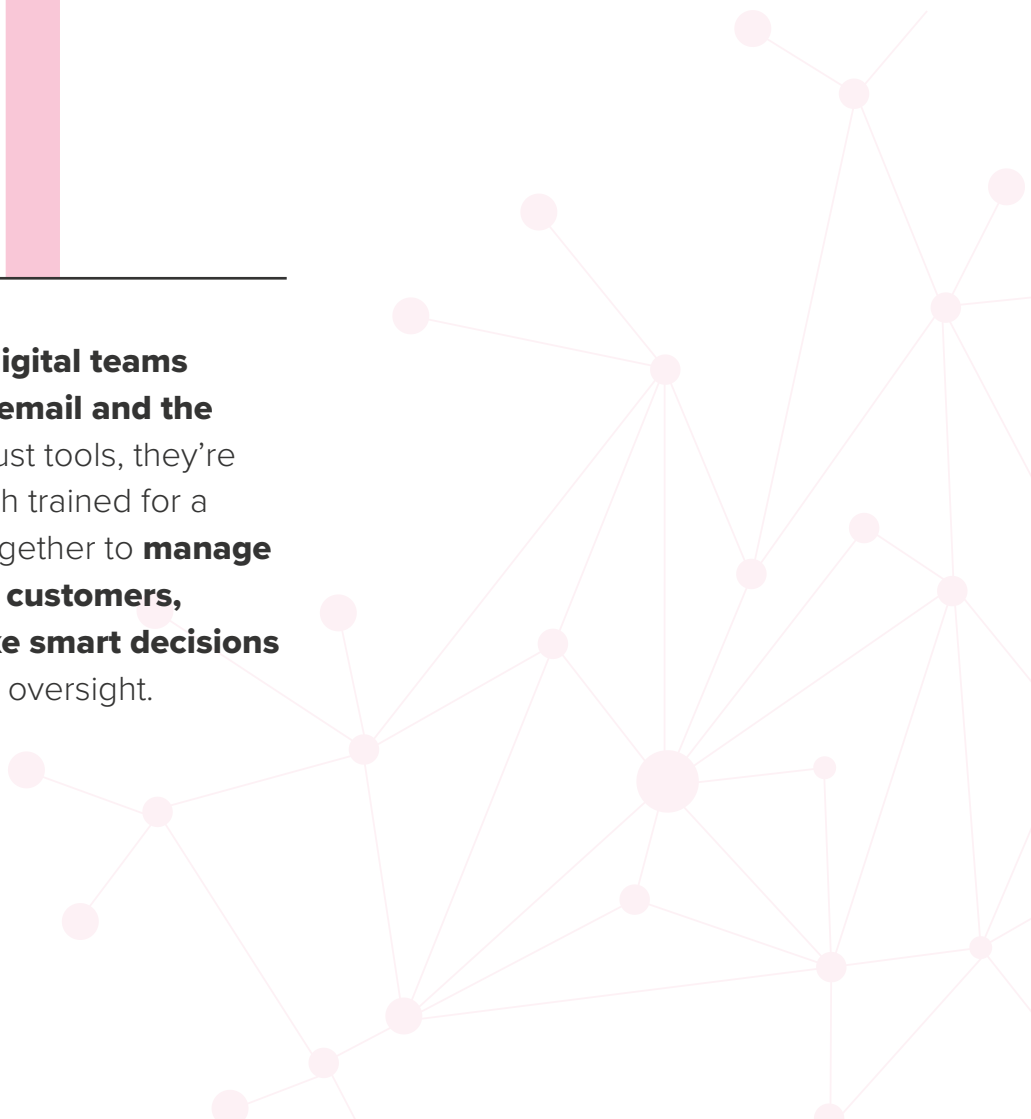 igital teams
email and the
ust tools, they’re
h trained for a
gether to manage
customers,
e smart decisions
oversight.